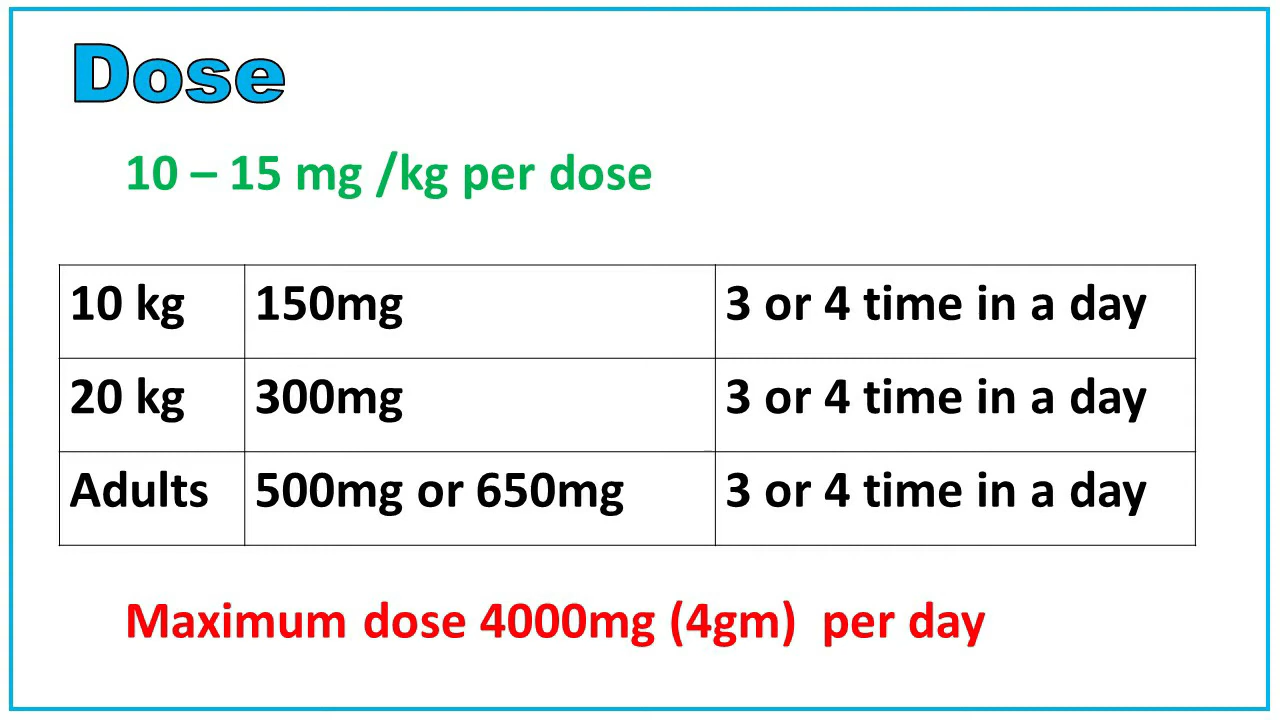 Dose
10 – 15 mg /kg per dose
10 kg 150mg 3 or 4 time in a day
20 kg 300mg 3 or 4 time in a day
Adults 500mg or 650mg 3 or 4 time in a day
Maximum dose 4000mg (4gm) per day